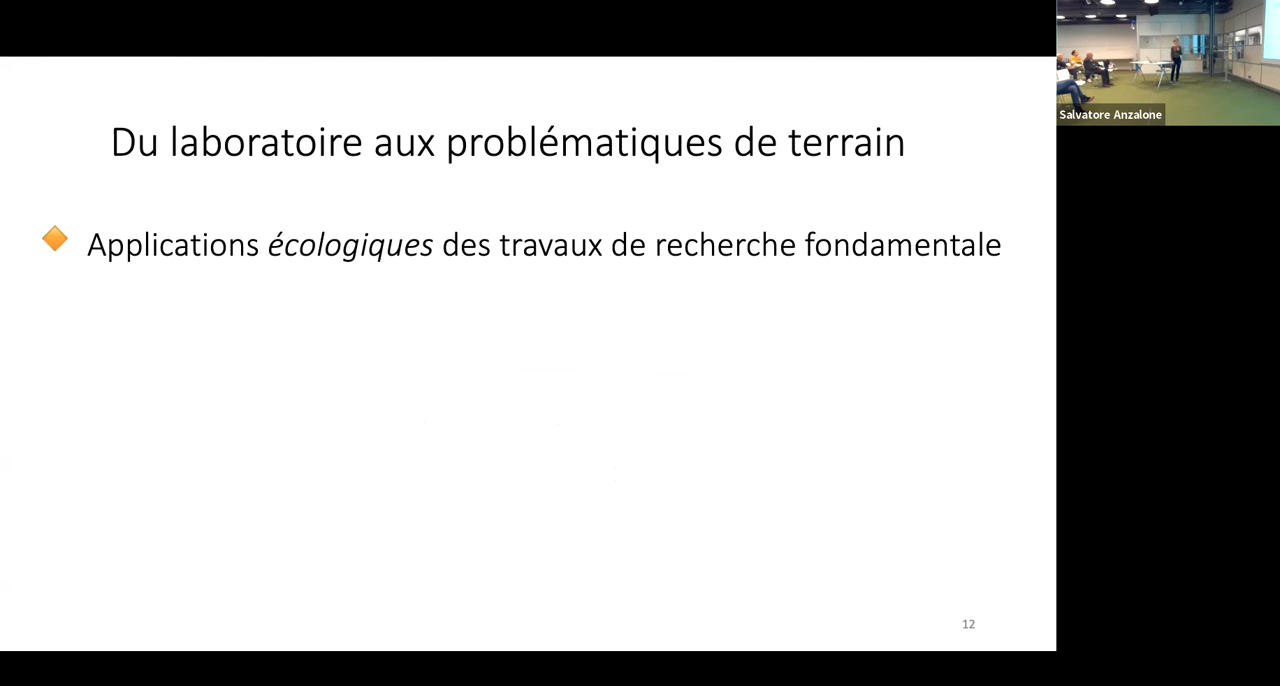 Du laboratoire aux problématiques de terrain
Applications écologiques des travaux de recherche fondamentale
12
Salvatore Anzalone